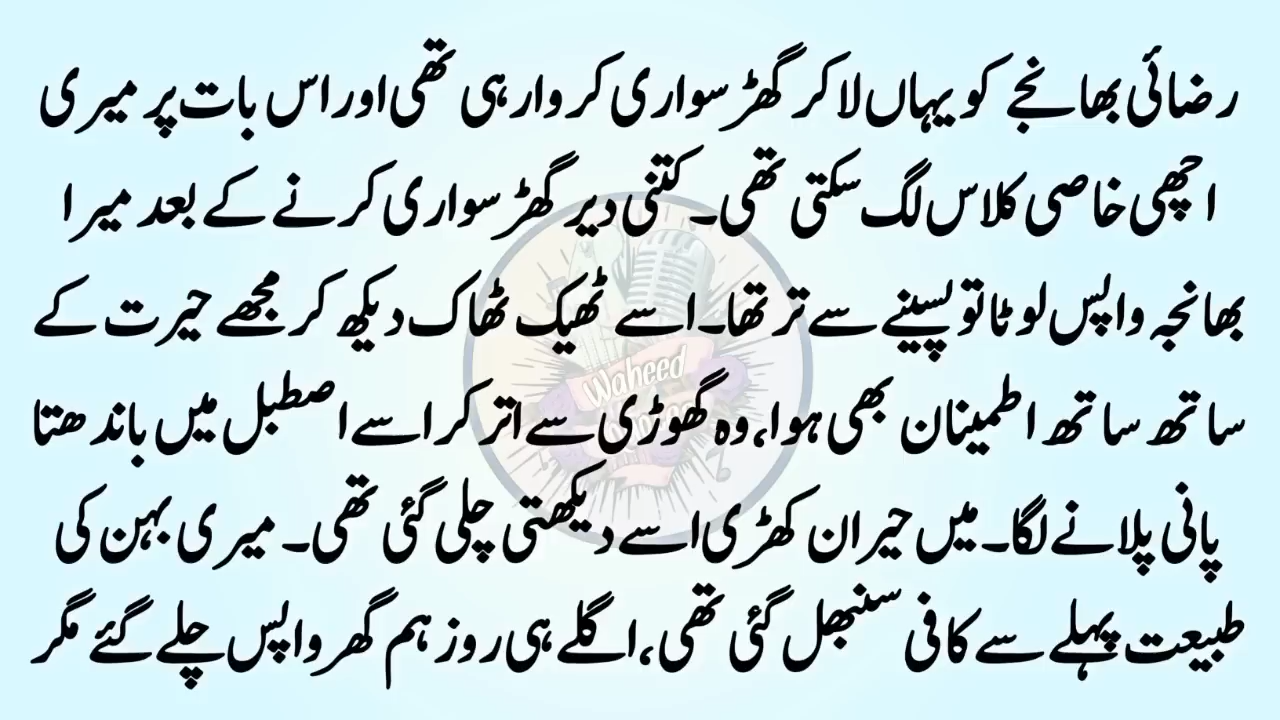 رضائی بھانجے کو یہاں لا کر گھڑ سواری کروا رہی تھی اور اس بات پر میری
اچھی خاصی کلاس لگ سکتی تھی۔ کتنی دیر گھڑ سواری کرنے کے بعد میرا
بھانجہ واپس لوٹا تو پسینے سے تر تھا۔ اسے ٹھیک ٹھاک دیکھ کر مجھے حیرت کے
ساتھ ساتھ اطمینان بھی ہوا، وہ گھوڑی سے اتر کر اسے اصطبل میں باندھتا
پانی پلانے لگا۔ میں حیران کھڑی اسے دیکھتی چلی گئی تھی۔ میری بہن کی
طبیعت پہلے سے کافی سنبھل گئی تھی، اگلے ہی روز ہم گھر واپس چلے گئے مگر
Waheed